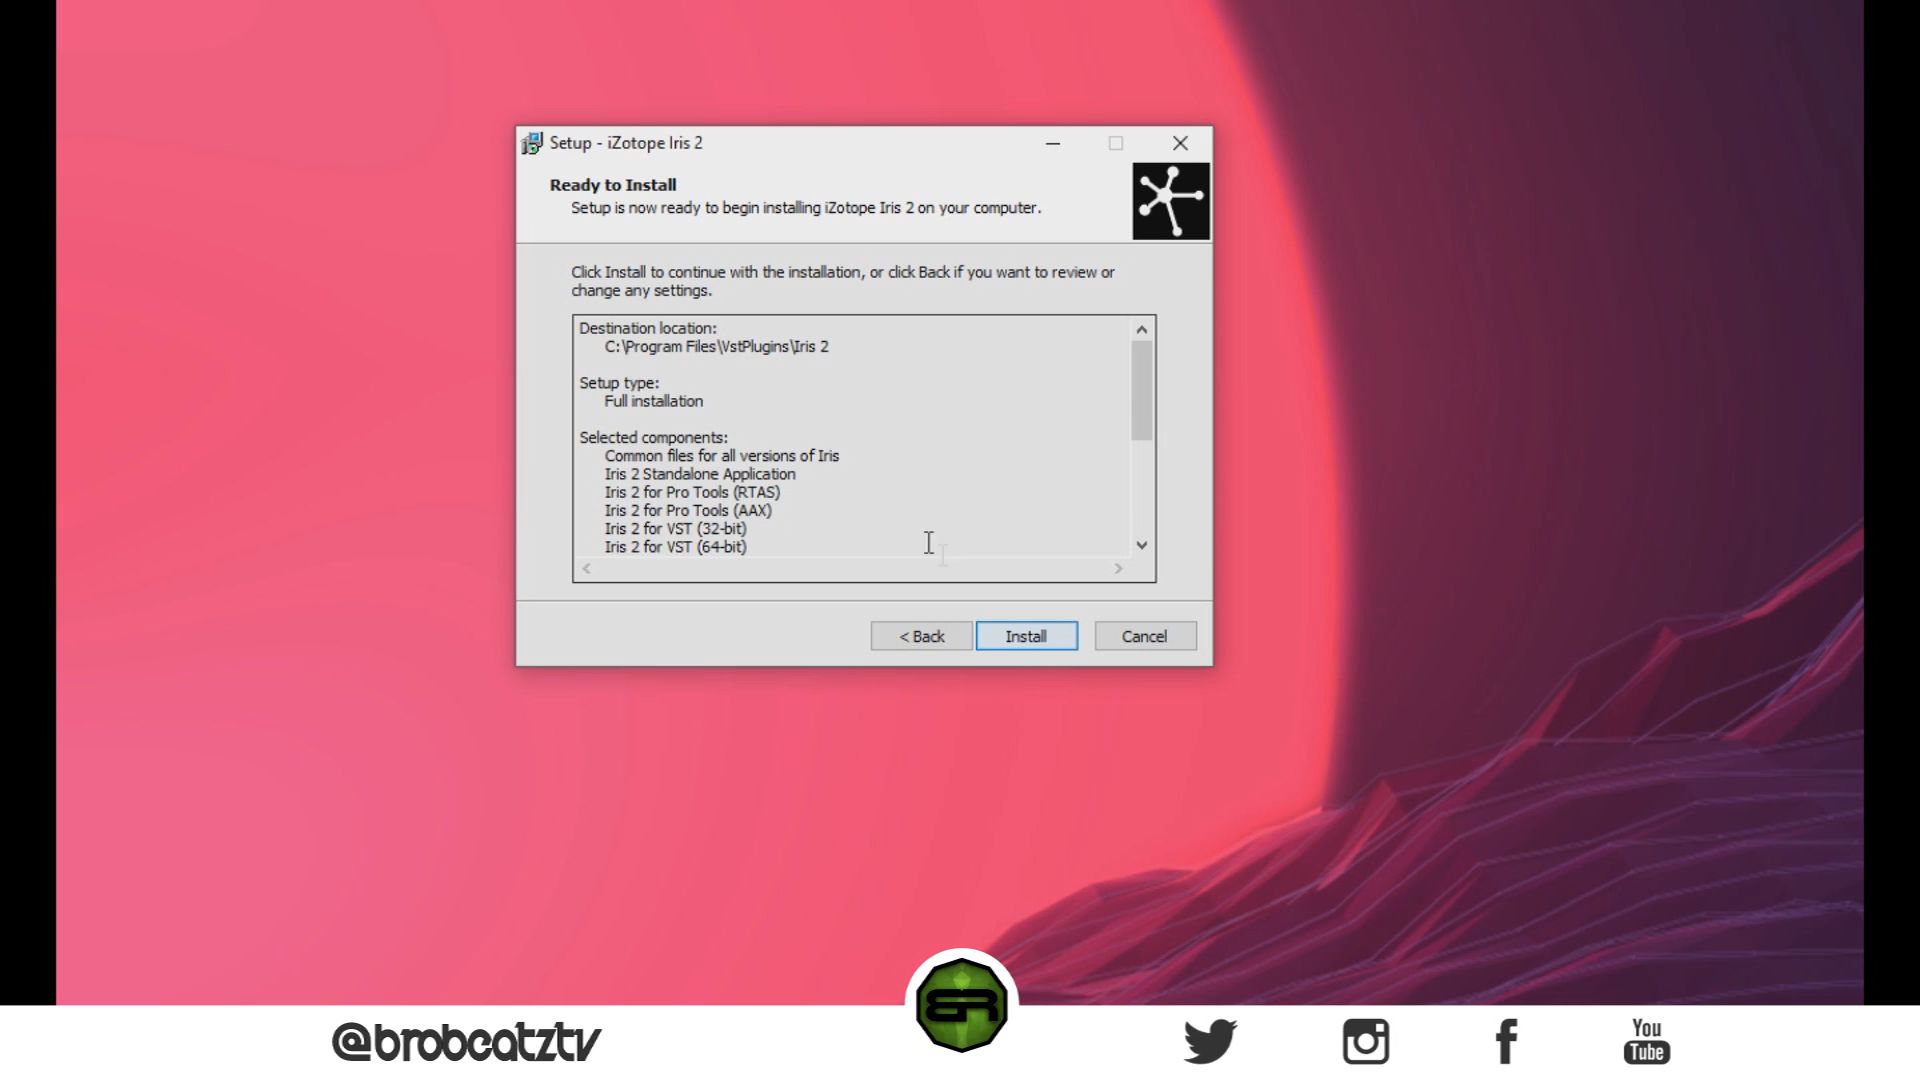 Setup - iZotope Iris 2
Ready to Install
Setup is now ready to begin installing iZotope Iris 2 on your computer.
Click Install to continue with the installation, or click Back if you want to review or
change any settings.
Destination location:
C:\Program Files\VstPlugins\Iris 2
Setup type:
Full installation
Selected components:
Common files for all versions of Iris
Iris 2 Standalone Application
Iris 2 for Pro Tools (RTAS)
Iris 2 for Pro Tools (AAX)
Iris 2 for VST (32-bit)
Iris 2 for VST (64-bit)
< Back
Install
Cancel
BR
@brobeatztv
You
Tube